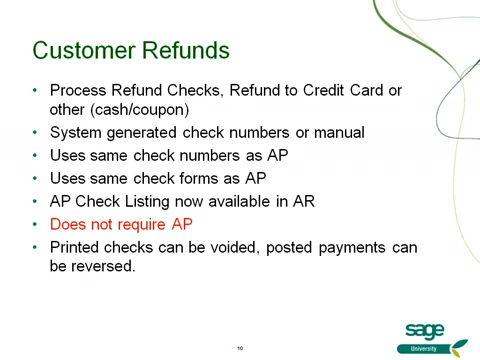 Customer Refunds
• Process Refund Checks, Refund to Credit Card or
other (cash/coupon)
• System generated check numbers or manual
• Uses same check numbers as AP
• Uses same check forms as AP
• AP Check Listing now available in AR
• Does not require AP
• Printed checks can be voided, posted payments can
be reversed.
10
sage
University